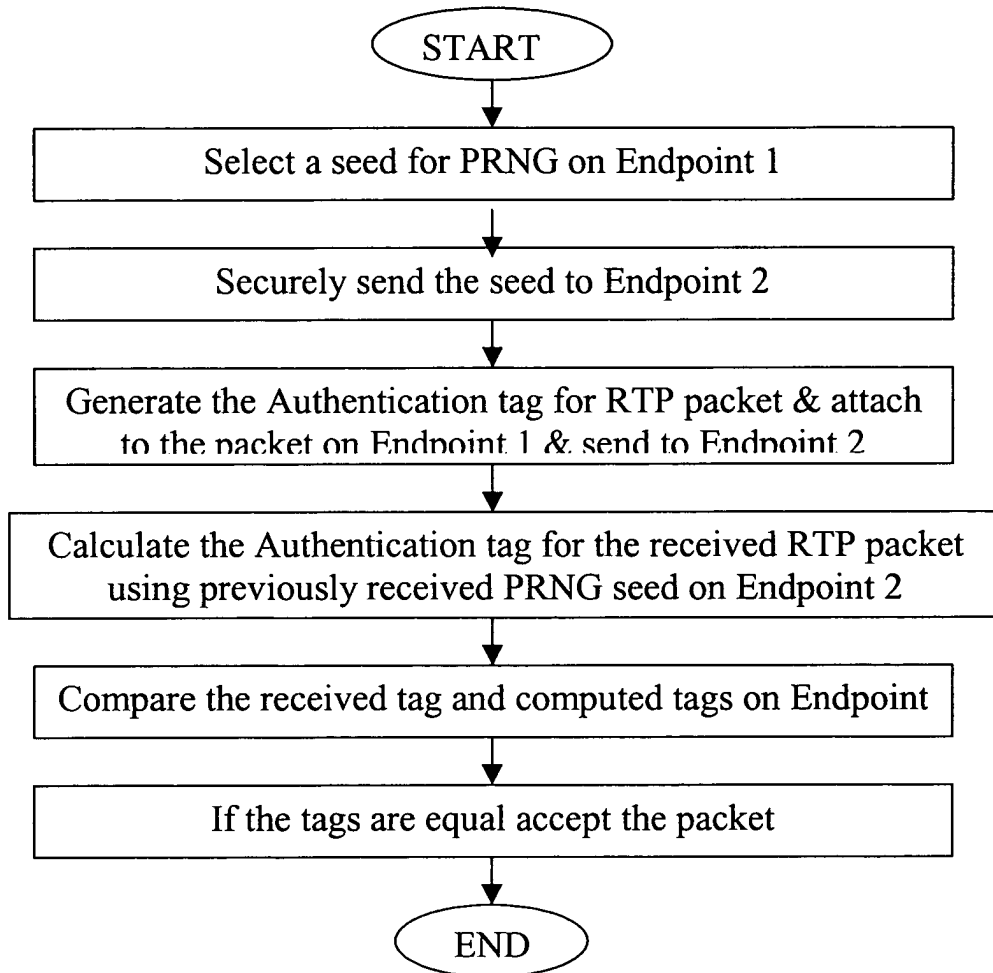 START
Select a seed for PRNG on Endpoint 1
Securely send the seed to Endpoint 2
Generate the Authentication tag for RTP packet & attach
to the packet on Endpoint 1 & send to Endpoint 2
Calculate the Authentication tag for the received RTP packet
using previously received PRNG seed on Endpoint 2
Compare the received tag and computed tags on Endpoint
If the tags are equal accept the packet
END